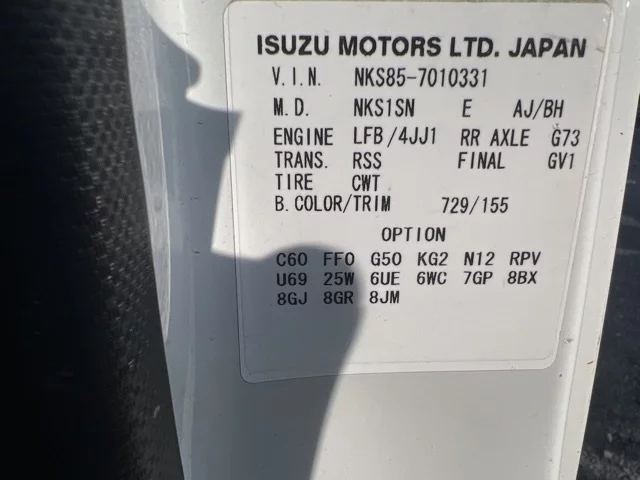 ISUZU MOTORS LTD. JAPAN
V.I.N. NKS85-7010331
M.D. NKS1SN E AJ/BH
ENGINE LFB/4JJ1 RR AXLE G73
TRANS. RSS FINAL GV1
TIRE CWT
B.COLOR/TRIM 729/155
OPTION
C60 FF0 G50 KG2 N12 RPV
U69 25W 6UE 6WC 7GP 8BX
8GJ 8GR 8JM